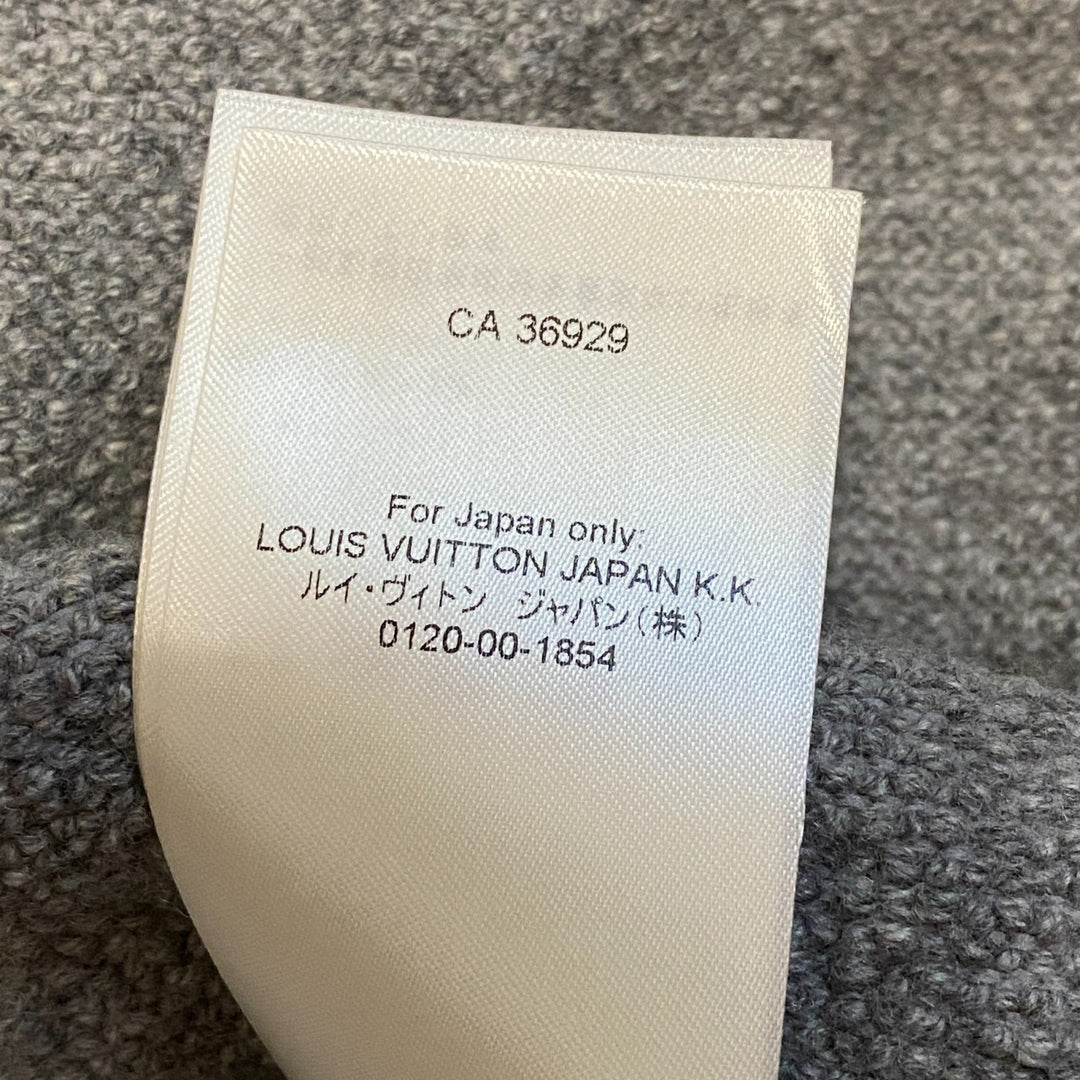 CA 36929
For Japan only:
LOUIS VUITTON JAPAN K.K.
ルイ・ヴィトン ジャパン(株)
0120-00-1854